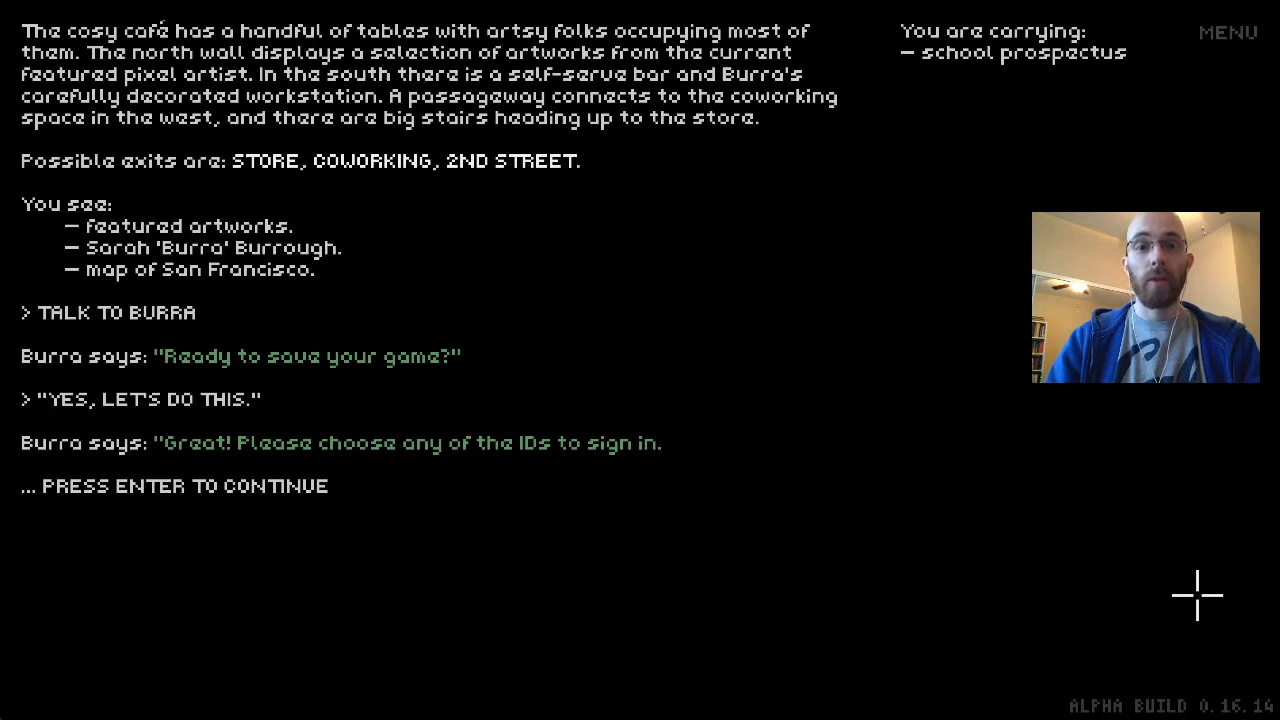 The cosy café has a handful of tables with artsy folks occupying most of
them. The north wall displays a selection of artworks from the current
featured pixel artist. In the south there is a self-serve bar and Burra's
carefully decorated workstation. A passageway connects to the coworking
space in the west, and there are big stairs heading up to the store.
Possible exits are: STORE, COWORKING, 2ND STREET.
You see:
– featured artworks.
– Sarah 'Burra' Burrough.
– map of San Francisco.
> TALK TO BURRA
Burra says: "Ready to save your game?"
> "YES, LET'S DO THIS."
Burra says: "Great! Please choose any of the IDs to sign in.
... PRESS ENTER TO CONTINUE
You are carrying:
– school prospectus
MENU
ALPHA BUILD 0.16.14